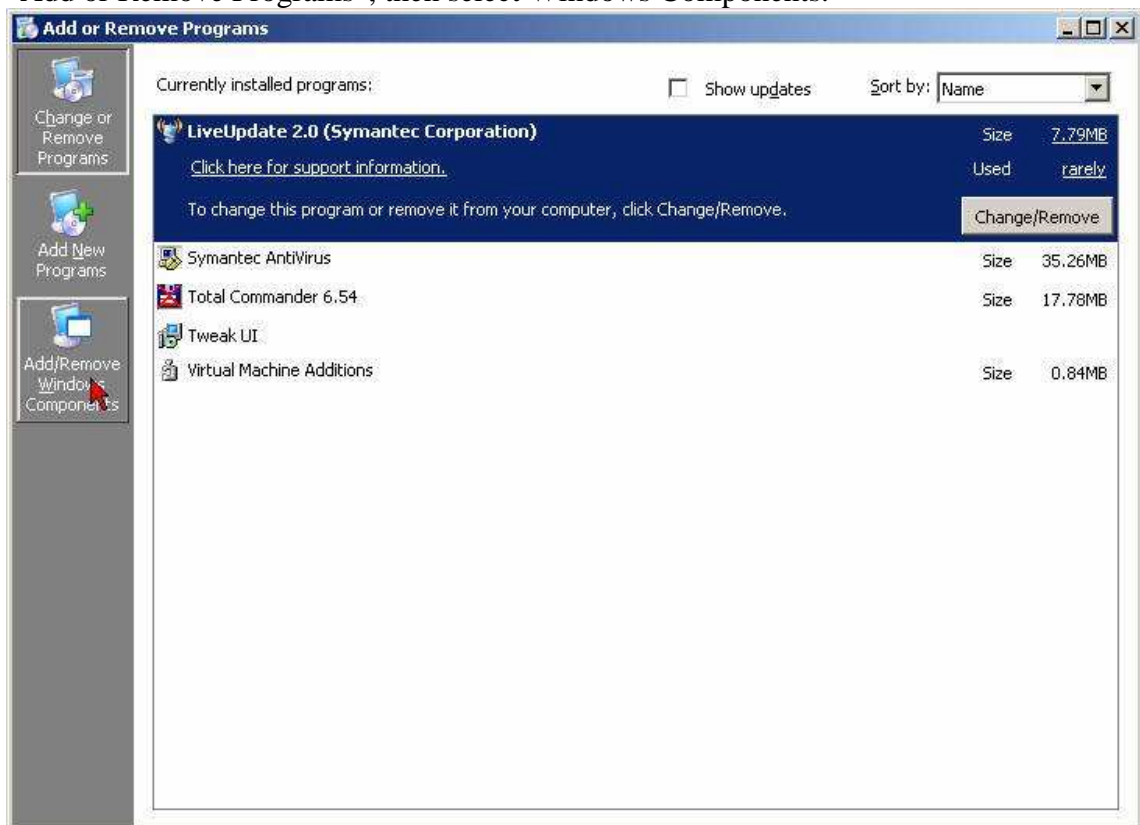 Add or Remove Programs", then select Windows Components.
Add or Remove Programs
Change or
Remove
Programs
Add New
Programs
Add/Remove
Windows
Components
Currently installed programs:
Show updates
Sort by: Name
LiveUpdate 2.0 (Symantec Corporation)
Size 7.79MB
Click here for support information.
Used rarely
To change this program or remove it from your computer, click Change/Remove.
Change/Remove
Symantec AntiVirus
Size 35.26MB
Total Commander 6.54
Size 17.78MB
Tweak UI
Virtual Machine Additions
Size 0.84MB